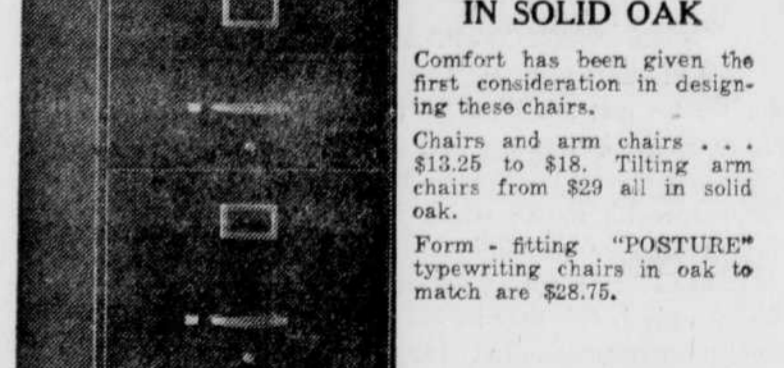 IN SOLID OAK
Comfort has been given the
first consideration in design-
ing these chairs.
Chairs and arm chairs . . .
$13.25 to $18. Tilting arm
chairs from $29 all in solid
oak.
Form - fitting "POSTURE"
typewriting chairs in oak to
match are $28.75.